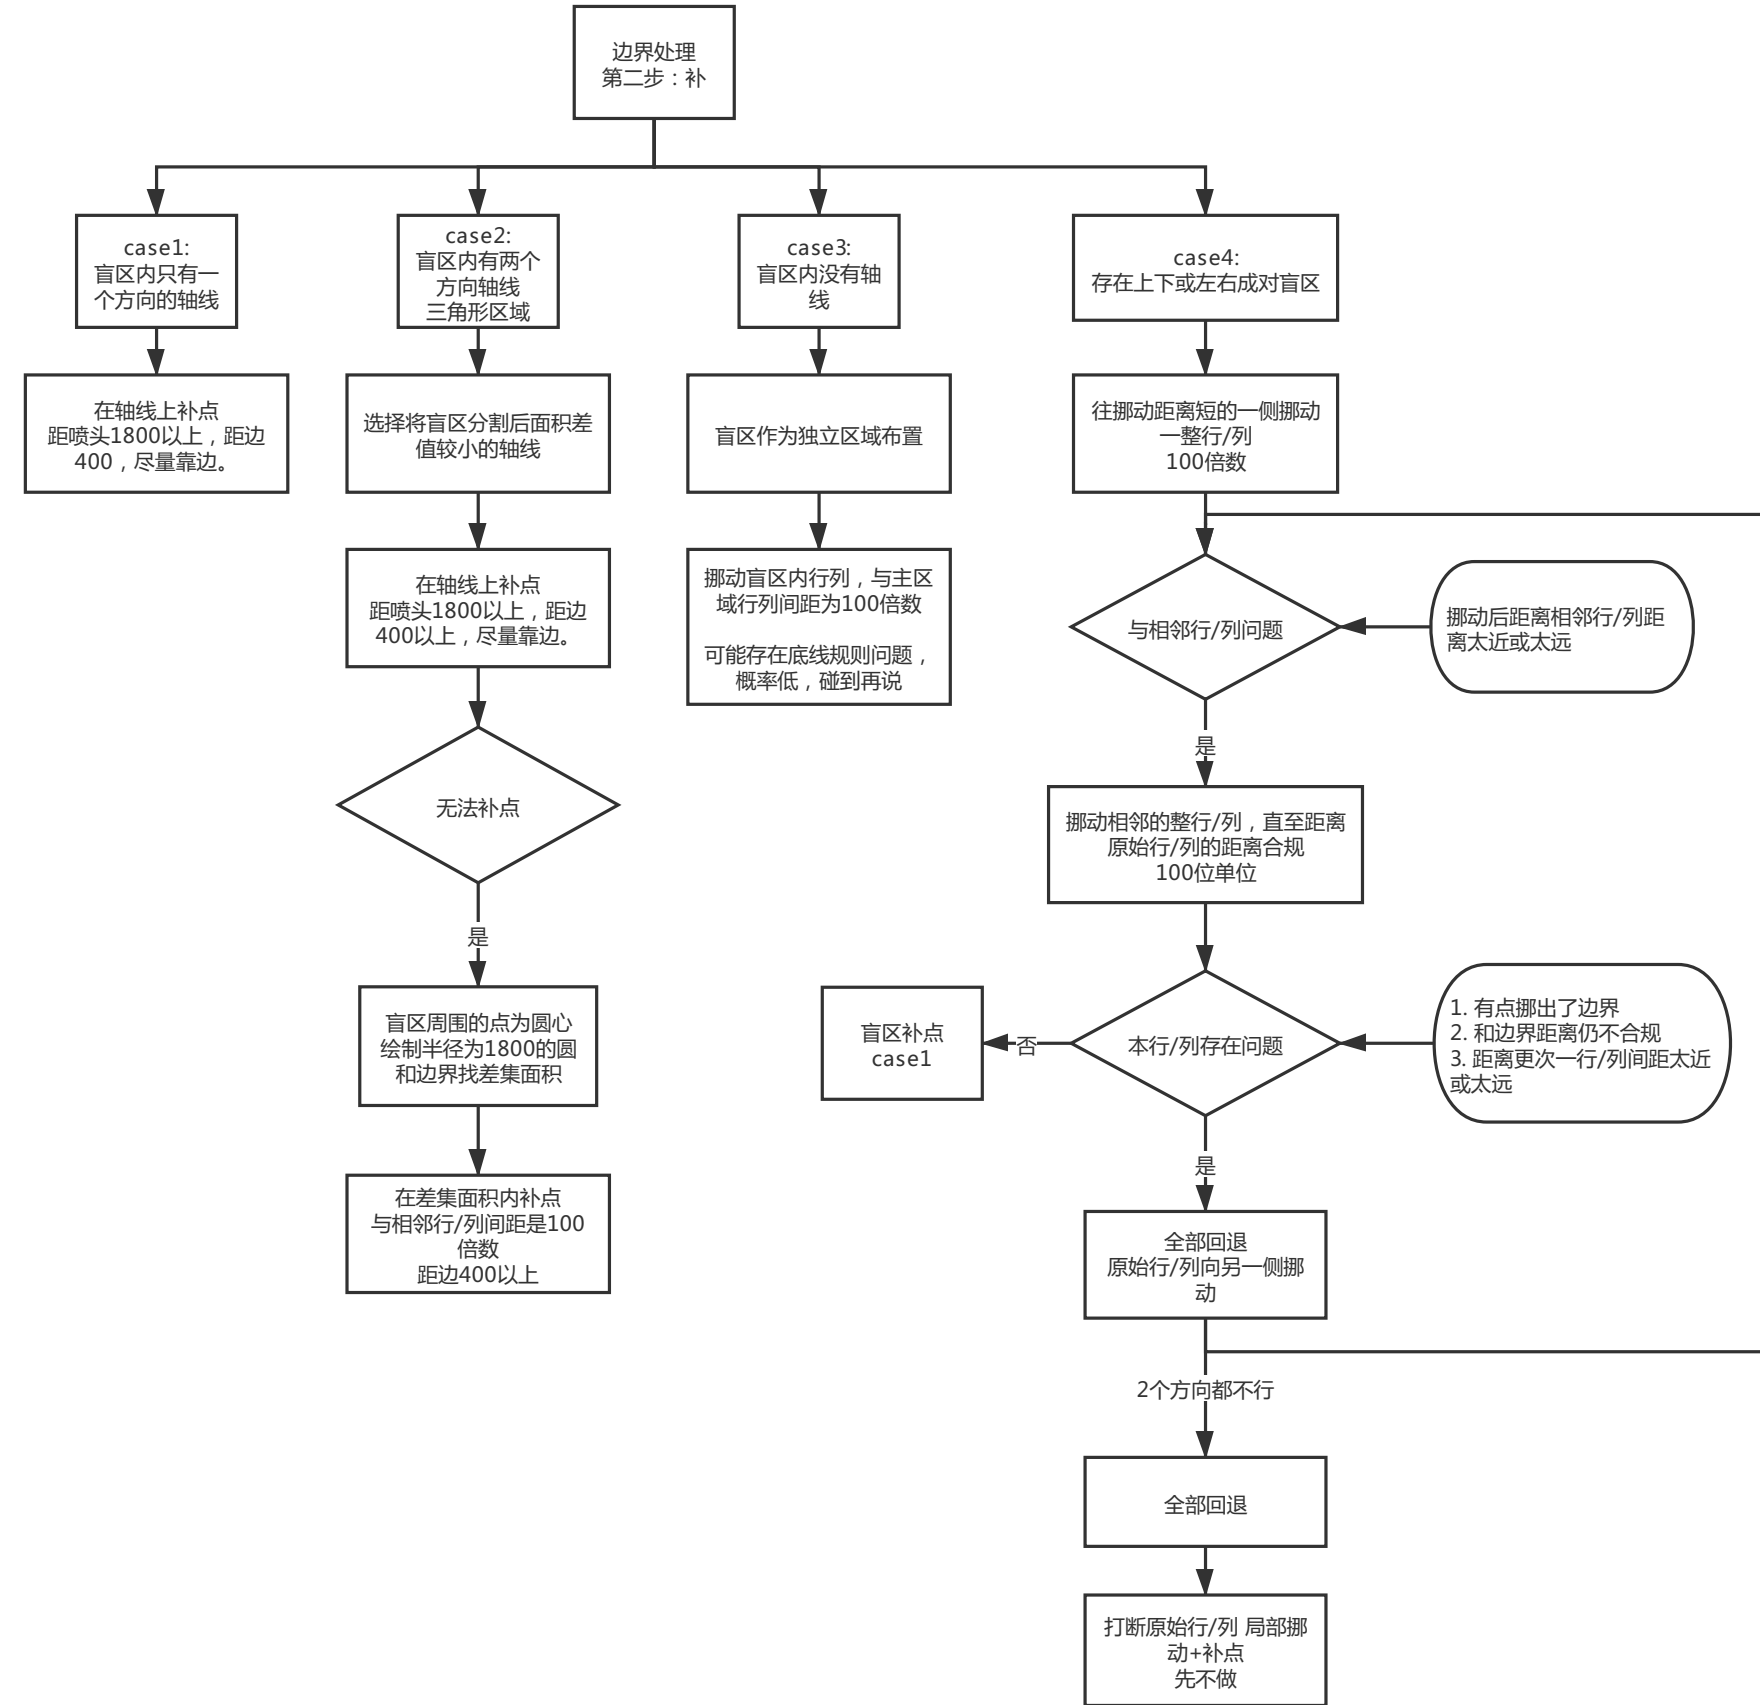 边界处理
第二步：补
case1:
盲区内只有一
个方向的轴线
case2:
盲区内有两个
方向轴线
三角形区域
case3:
盲区内没有轴
线
case4:
存在上下或左右成对盲区
在轴线上补点
距喷头1800以上，距边
400，尽量靠边。
选择将盲区分割后面积差
值较小的轴线
盲区作为独立区域布置
往挪动距离短的一侧挪动
一整行/列
100倍数
在轴线上补点
距喷头1800以上，距边
400以上，尽量靠边。
挪动盲区内行列，与主区
域行列间距为100倍数
可能存在底线规则问题，
概率低，碰到再说
与相邻行/列问题
挪动后距离相邻行/列距
离太近或太远
是
无法补点
挪动相邻的整行/列，直至距离
原始行/列的距离合规
100位单位
是
盲区周围的点为圆心
绘制半径为1800的圆
和边界找差集面积
盲区补点
case1
否
本行/列存在问题
1. 有点挪出了边界
2. 和边界距离仍不合规
3. 距离更次一行/列间距太近
或太远
是
在差集面积内补点
与相邻行/列间距是100
倍数
距边400以上
全部回退
原始行/列向另一侧挪
动
2个方向都不行
全部回退
打断原始行/列 局部挪
动+补点
先不做